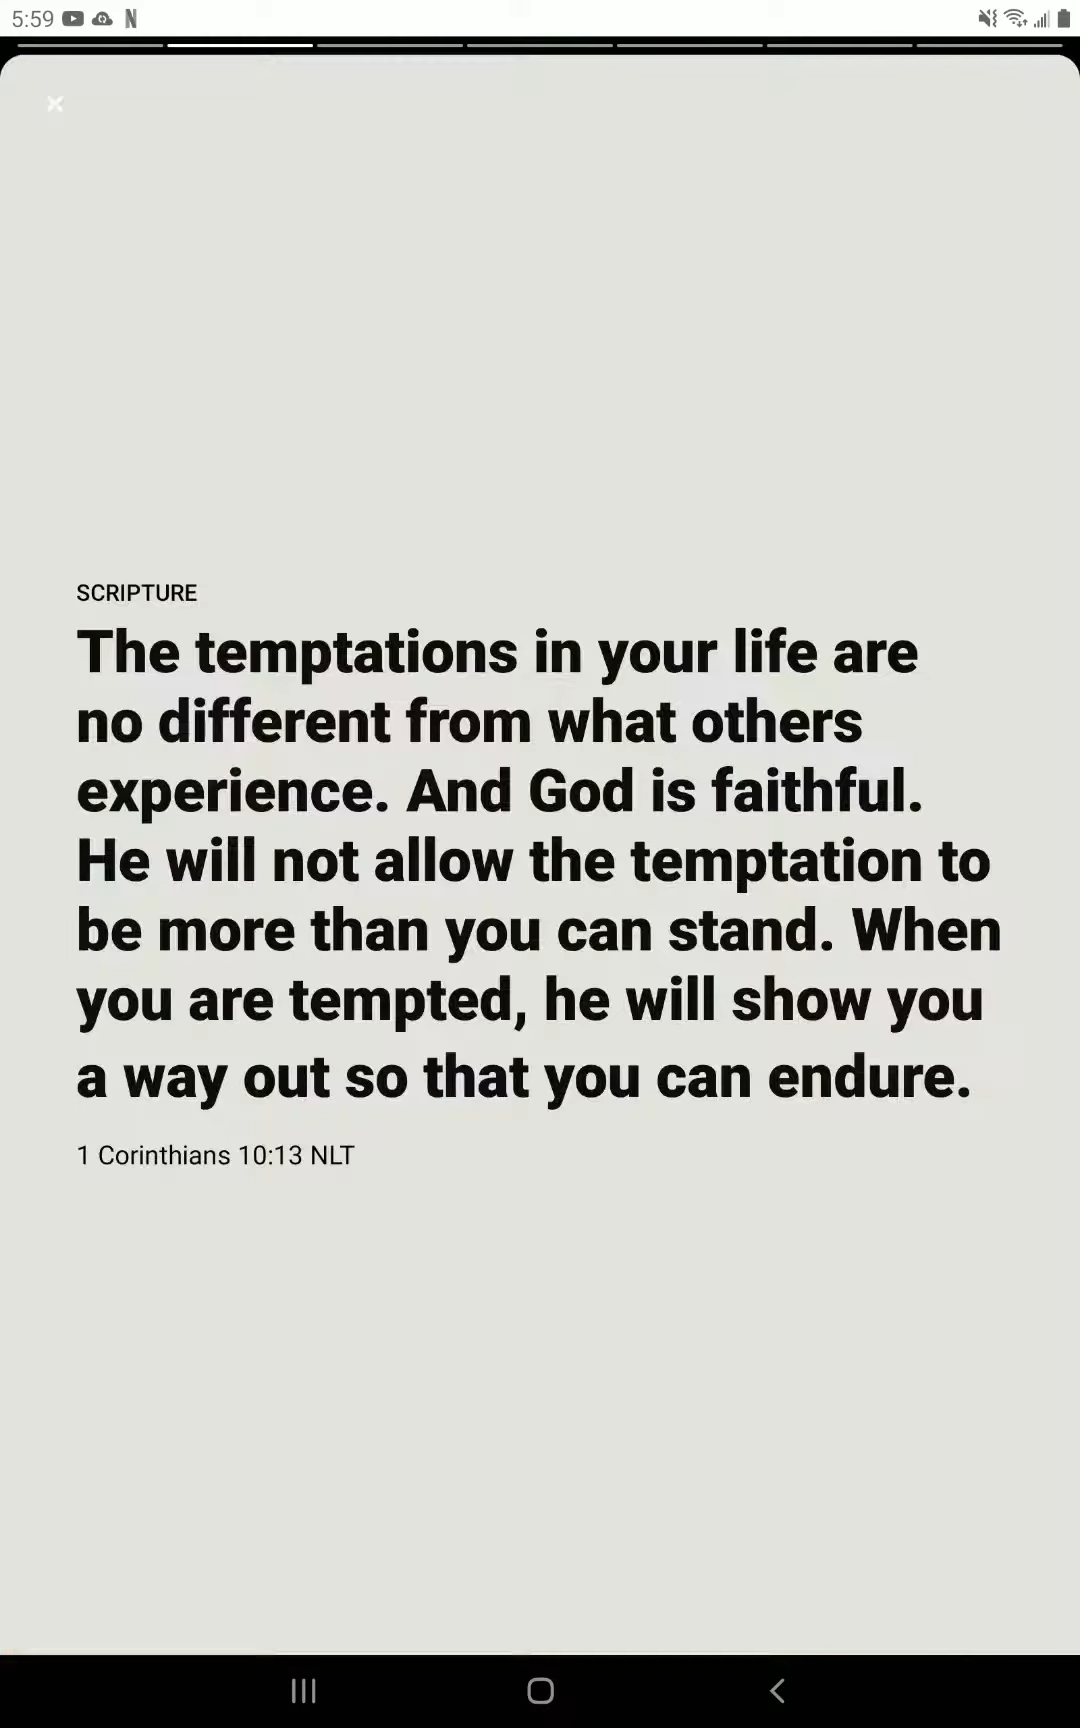 5:59
SCRIPTURE
The temptations in your life are
no different from what others
experience. And God is faithful.
He will not allow the temptation to
be more than you can stand. When
you are tempted, he will show you
a way out so that you can endure.
1 Corinthians 10:13 NLT